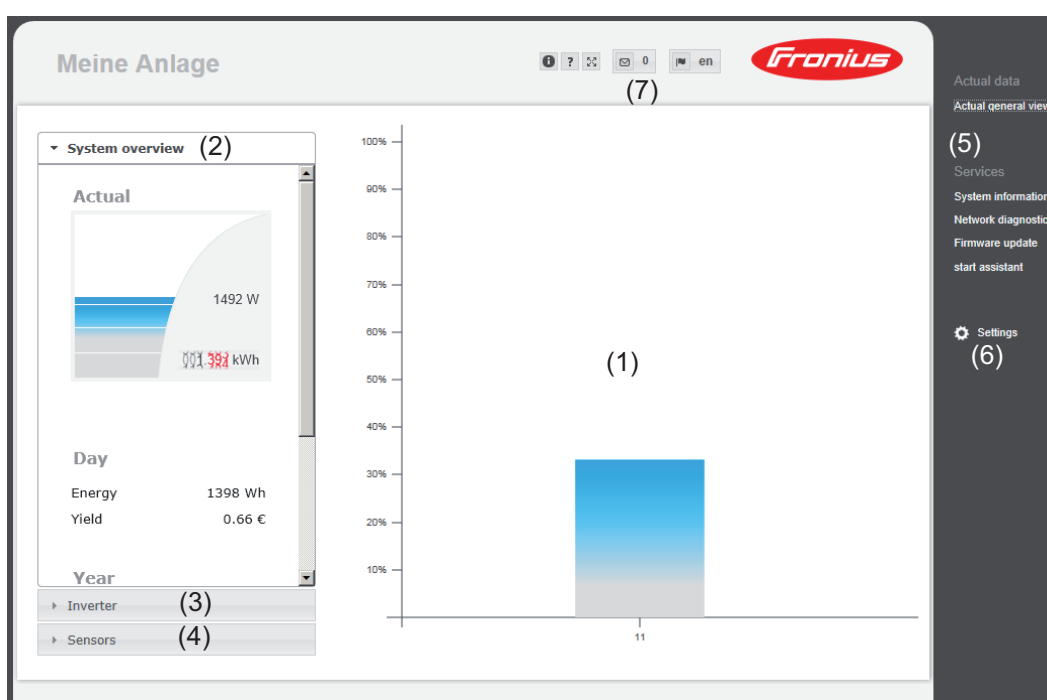 Meine Anlage
i ? 0 en
Fronius
(7)
System overview (2)
Actual
1492 W
kWh
Day
Energy 1398 Wh
Yield 0.66 €
Year
Inverter (3)
Sensors (4)
100%
90%
80%
70%
60%
50%
40%
30%
20%
10%
(1)
11
Actual data
Actual general view
(5)
Services
System information
Network diagnostic
Firmware update
start assistant
Settings
(6)